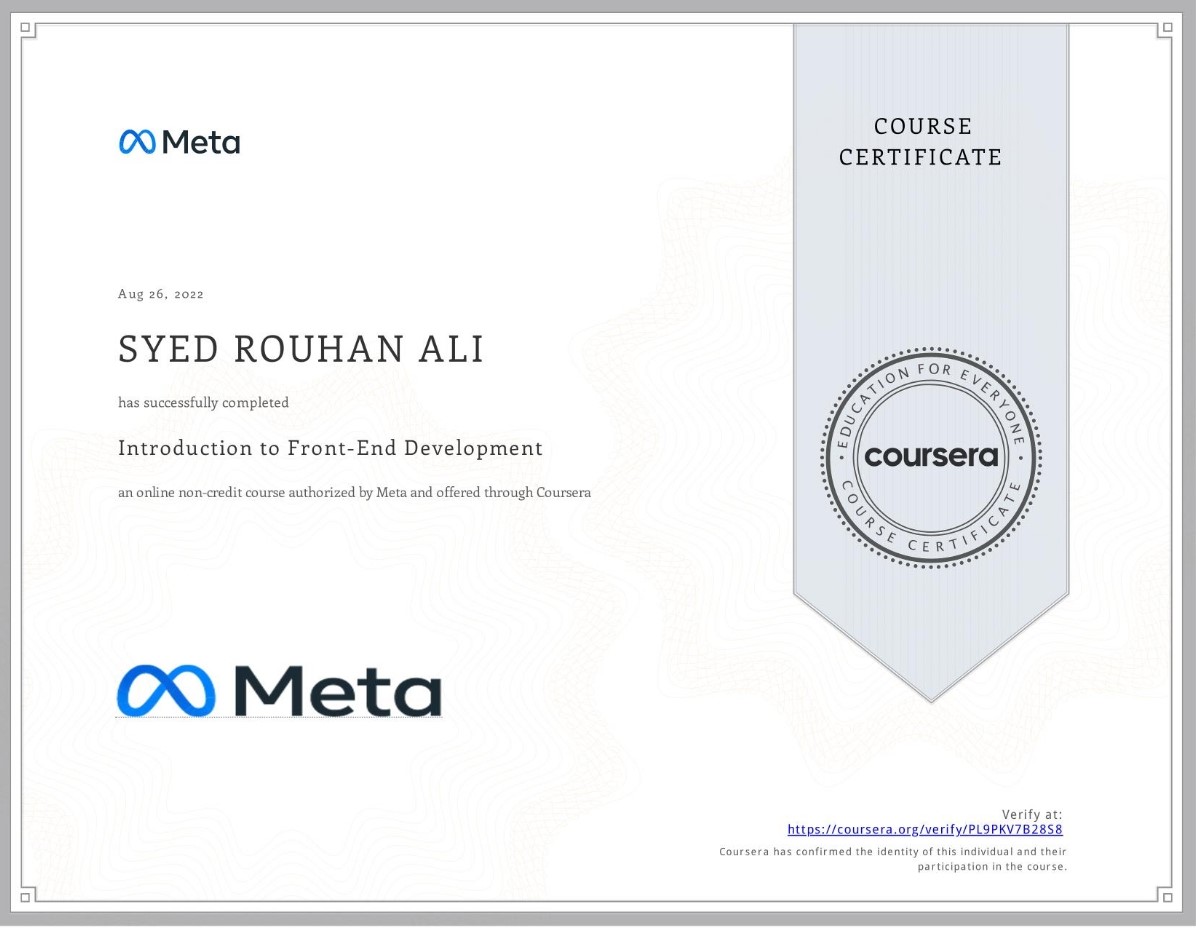 Meta
COURSE
CERTIFICATE
Aug 26, 2022
SYED ROUHAN ALI
has successfully completed
Introduction to Front-End Development
an online non-credit course authorized by Meta and offered through Coursera
EDUCATION FOR EVERYONE
coursera
COURSE CERTIFICATE
Meta
Verify at:
https://coursera.org/verify/PL9PKV7B28S8
Coursera has confirmed the identity of this individual and their
participation in the course.